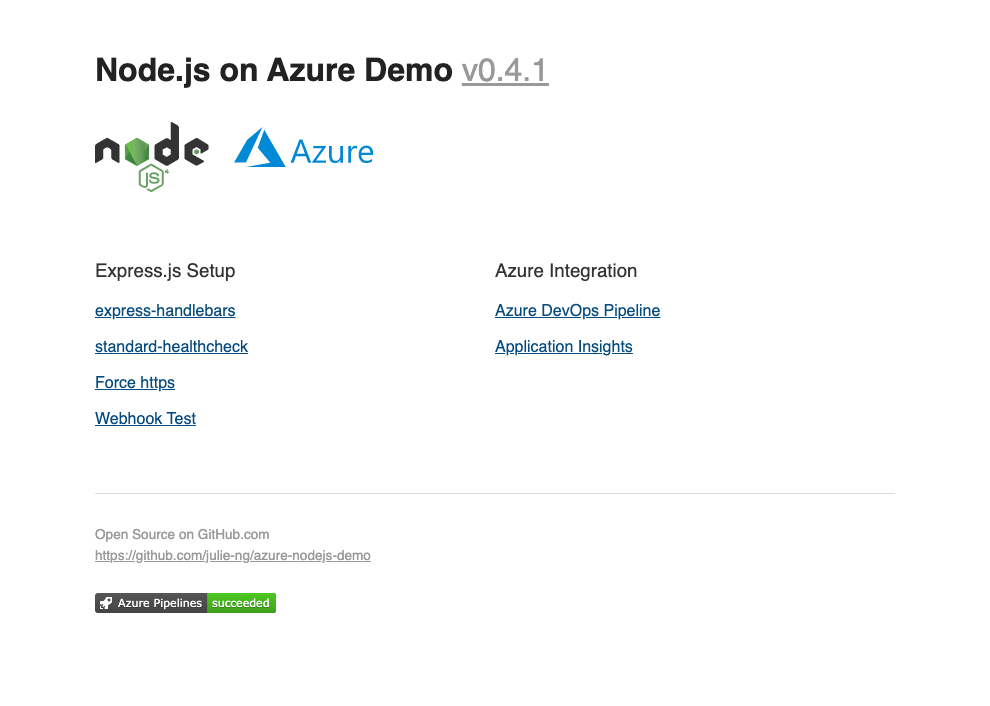 Node.js on Azure Demo v0.4.1
node
JS
Azure
Express.js Setup
express-handlebars
standard-healthcheck
Force https
Webhook Test
Azure Integration
Azure DevOps Pipeline
Application Insights
Open Source on GitHub.com
https://github.com/julie-ng/azure-nodejs-demo
Azure Pipelines succeeded